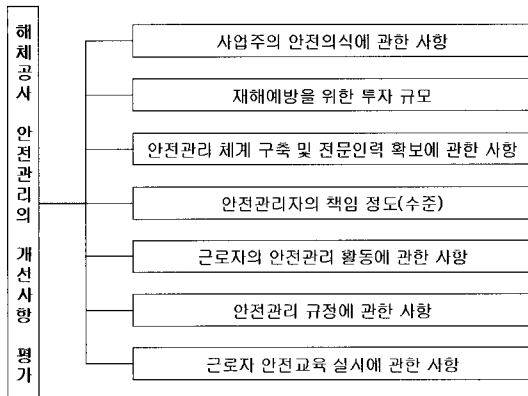 해체공사 안전관리의 개선사항 평가
사업주의 안전의식에 관한 사항
재해예방을 위한 투자 규모
안전관리 체계 구축 및 전문인력 확보에 관한 사항
안전관리자의 책임 정도(수준)
근로자의 안전관리 활동에 관한 사항
안전관리 규정에 관한 사항
근로자 안전교육 실시에 관한 사항